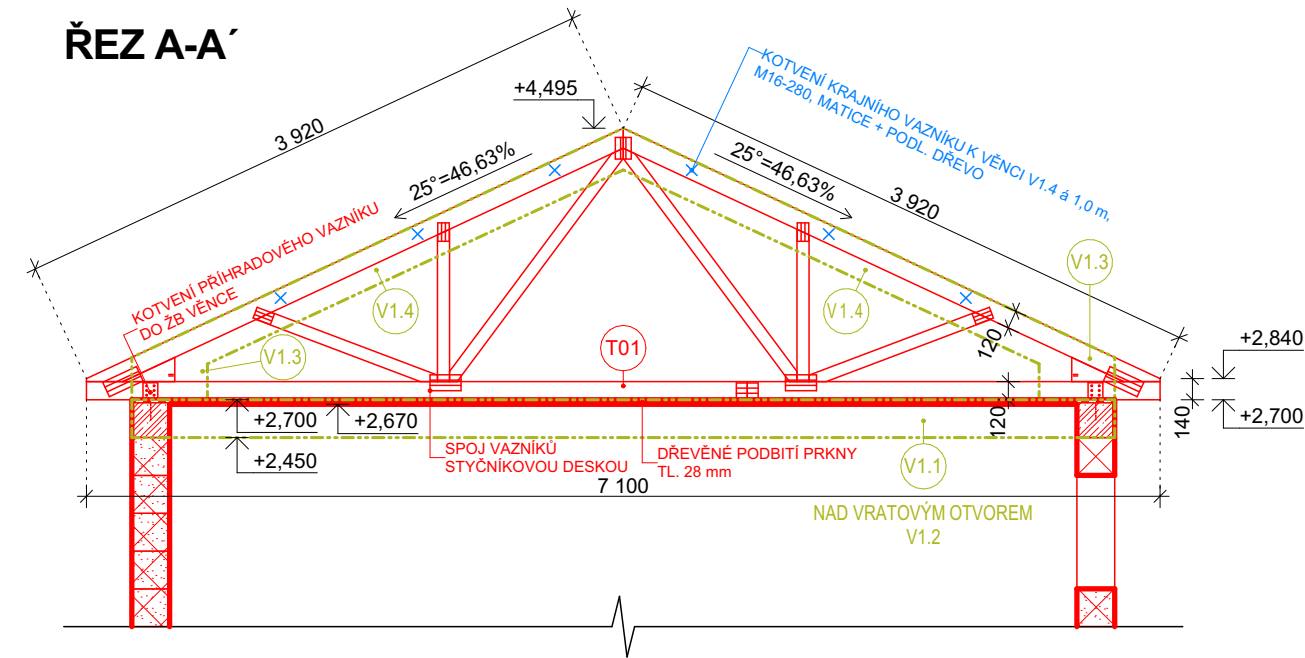 ŘEZ A-A´
+4,495
KOTVENÍ KRAJNÍHO VAZNÍKU K VĚNCI V1.4 á 1,0 m,
M16-280, MATICE + PODL. DŘEVO
3 920
25°=46,63%
25°=46,63%
3 920
KOTVENÍ PŘÍHRADOVÉHO VAZNÍKU
DO ŽB VĚNCE
V1.3
V1.4
V1.4
120
+2,840
V1.3
T01
+2,700
+2,670
120
140
+2,700
+2,450
SPOJ VAZNÍKŮ
STYČNÍKOVOU DESKOU
DŘEVĚNÉ PODBITÍ PRKNY
TL. 28 mm
V1.1
7 100
NAD VRATOVÝM OTVOREM
V1.2